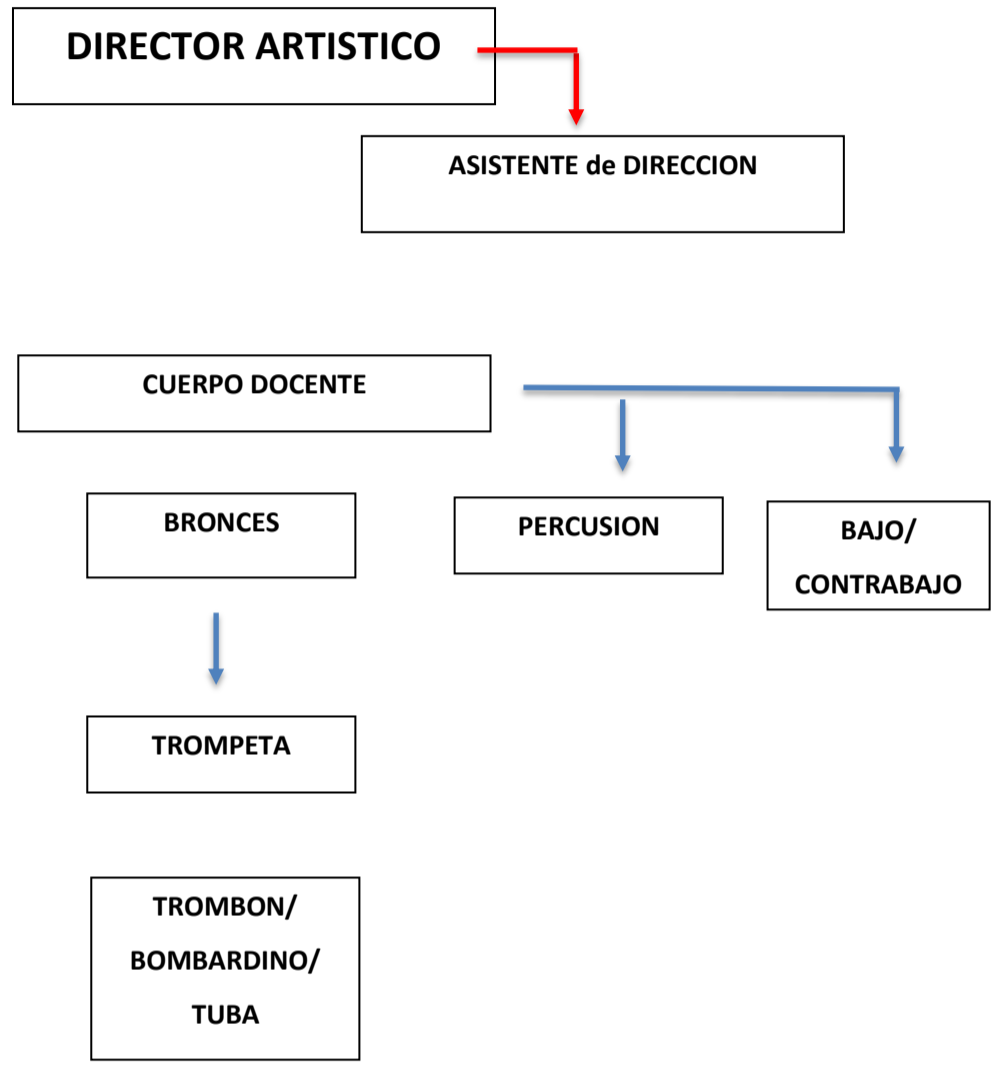 DIRECTOR ARTISTICO
ASISTENTE de DIRECCION
CUERPO DOCENTE
BRONCES
PERCUSION
BAJO/
CONTRABAJO
TROMPETA
TROMBON/
BOMBARDINO/
TUBA